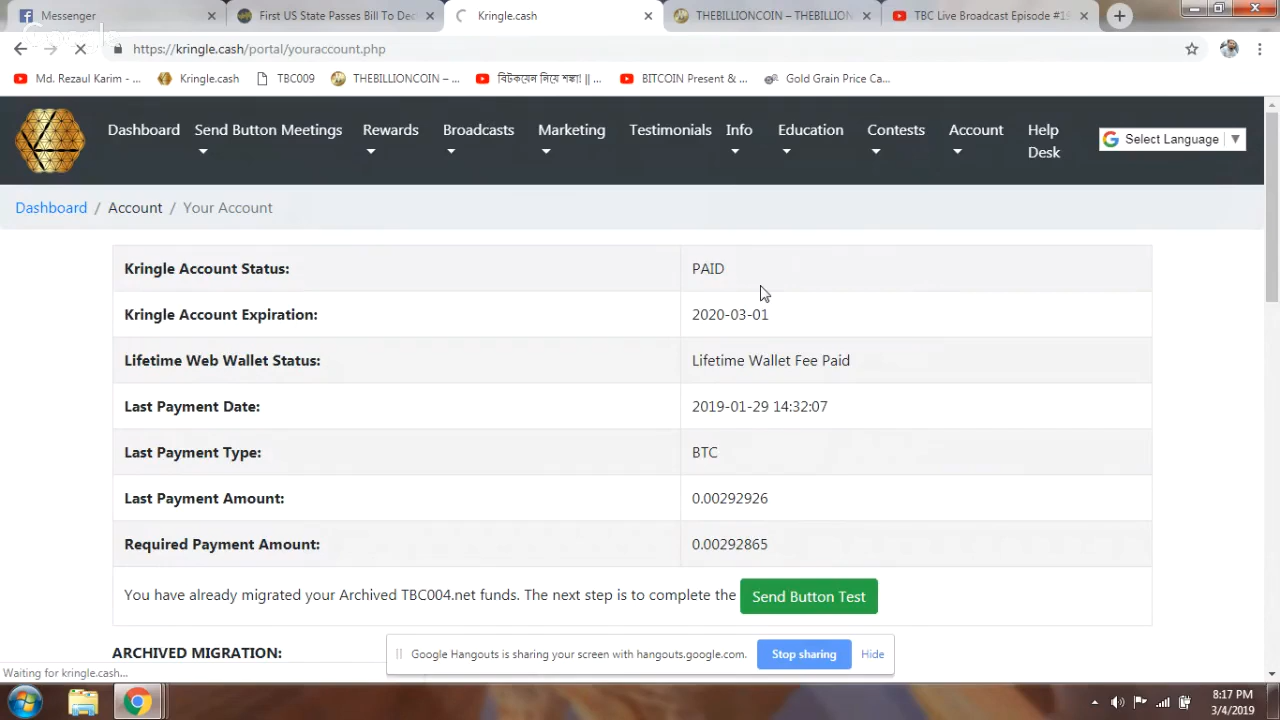 Messenger
First US State Passes Bill To Dec
Kringle.cash
THEBILLIONCOIN – THEBILLION
TBC Live Broadcast Episode #19
Google
https://kringle.cash/portal/youraccount.php
Md. Rezaul Karim - ...
Kringle.cash
TBC009
THEBILLIONCOIN – ...
বিটকয়েন নিয়ে শঙ্কা! || ...
BITCOIN Present & ...
Gold Grain Price Ca...
Dashboard
Send Button Meetings
Rewards
Broadcasts
Marketing
Testimonials
Info
Education
Contests
Account
Help
Desk
Select Language
Dashboard / Account / Your Account
Kringle Account Status: PAID
Kringle Account Expiration: 2020-03-01
Lifetime Web Wallet Status: Lifetime Wallet Fee Paid
Last Payment Date: 2019-01-29 14:32:07
Last Payment Type: BTC
Last Payment Amount: 0.00292926
Required Payment Amount: 0.00292865
You have already migrated your Archived TBC004.net funds. The next step is to complete the Send Button Test
ARCHIVED MIGRATION:
Google Hangouts is sharing your screen with hangouts.google.com.
Stop sharing
Hide
Waiting for kringle.cash...
8:17 PM
3/4/2019